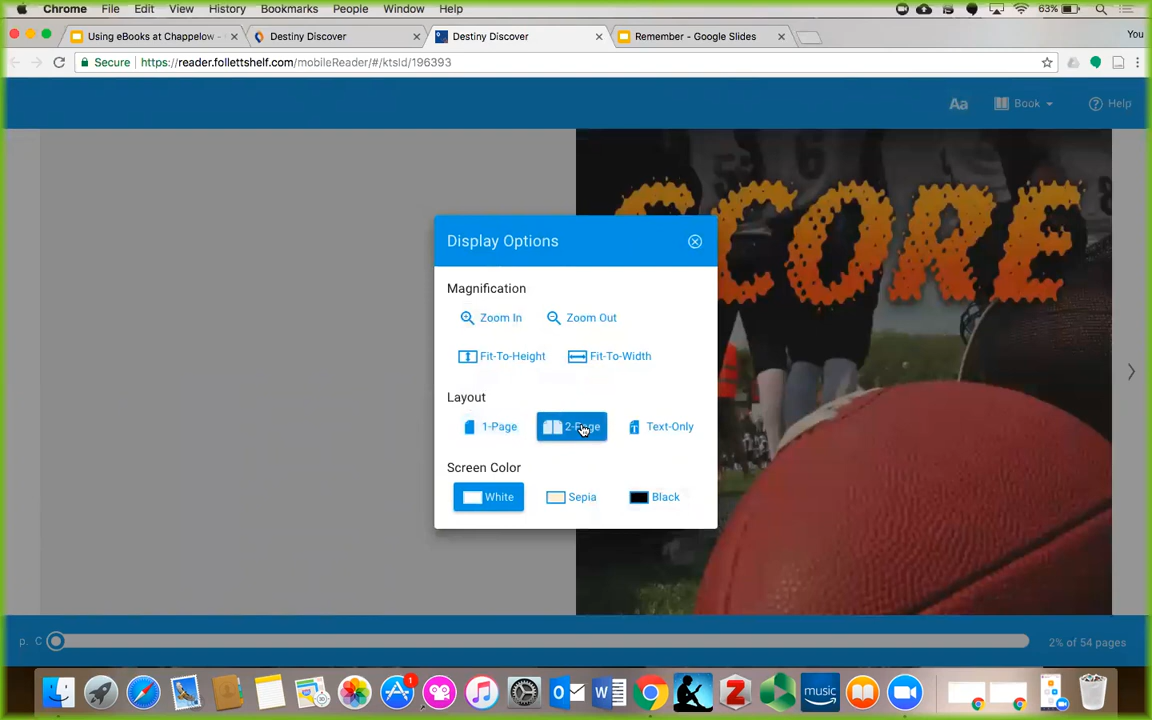 Chrome File Edit View History Bookmarks People Window Help 63%
Using eBooks at Chappelow - Destiny Discover Destiny Discover Remember - Google Slides You
Secure https://reader.follettshelf.com/mobileReader/#/ktsld/196393
Aa Book Help
SCORE
Display Options
Magnification
Zoom In Zoom Out
Fit-To-Height Fit-To-Width
Layout
1-Page 2-Page Text-Only
Screen Color
White Sepia Black
p. C 2% of 54 pages
1
music